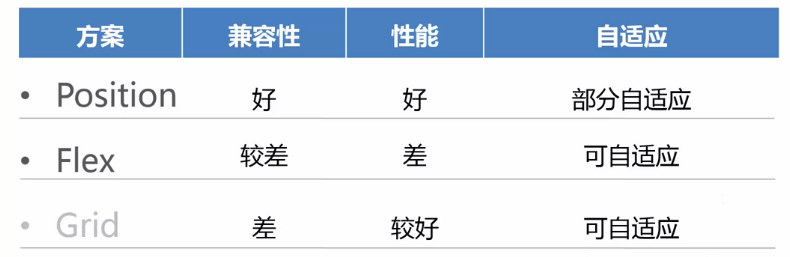 方案 兼容性 性能 自适应
• Position 好 好 部分自适应
• Flex 较差 差 可自适应
• Grid 差 较好 可自适应